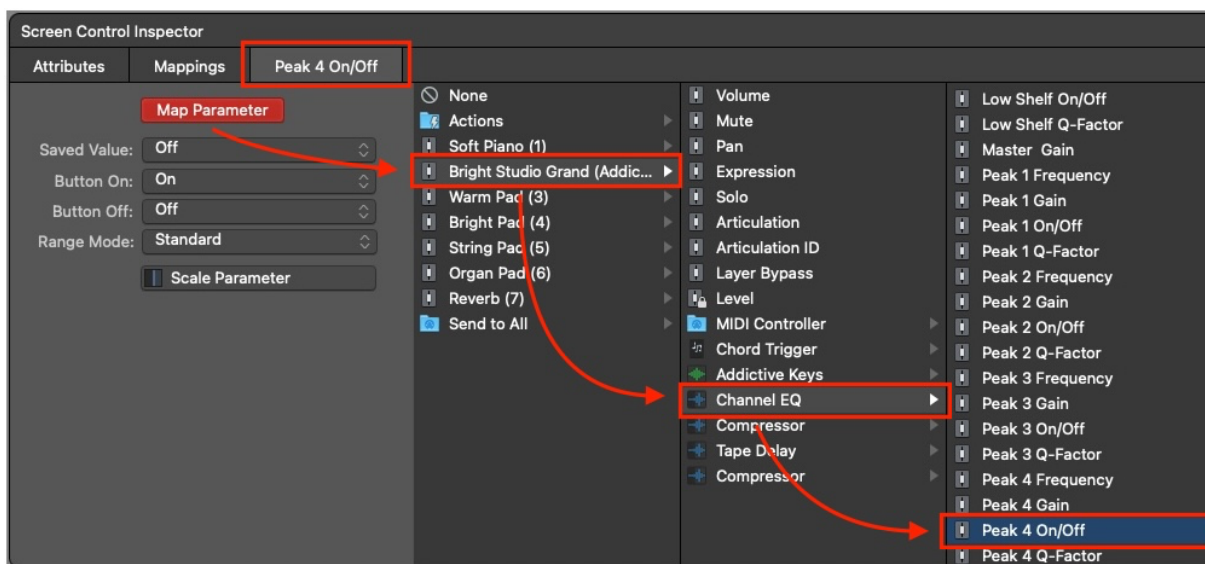 Screen Control Inspector
Attributes
Mappings
Peak 4 On/Off
Map Parameter
Saved Value:
Off
Button On:
On
Button Off:
Off
Range Mode:
Standard
Scale Parameter
None
Actions
Soft Piano (1)
Bright Studio Grand (Addic...
Warm Pad (3)
Bright Pad (4)
String Pad (5)
Organ Pad (6)
Reverb (7)
Send to All
Volume
Mute
Pan
Expression
Solo
Articulation
Articulation ID
Layer Bypass
Level
MIDI Controller
Chord Trigger
Addictive Keys
Channel EQ
Compressor
Tape Delay
Compressor
Low Shelf On/Off
Low Shelf Q-Factor
Master Gain
Peak 1 Frequency
Peak 1 Gain
Peak 1 On/Off
Peak 1 Q-Factor
Peak 2 Frequency
Peak 2 Gain
Peak 2 On/Off
Peak 2 Q-Factor
Peak 3 Frequency
Peak 3 Gain
Peak 3 On/Off
Peak 3 Q-Factor
Peak 4 Frequency
Peak 4 Gain
Peak 4 On/Off
Peak 4 Q-Factor